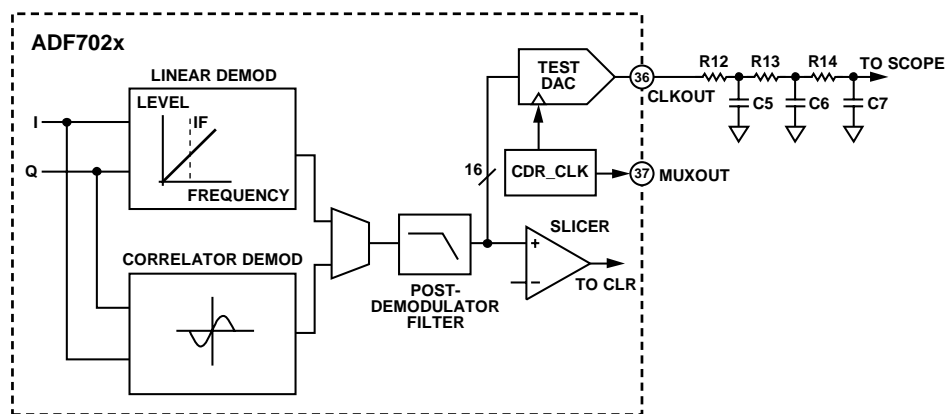 ADF702x
LINEAR DEMOD
LEVEL
IF
FREQUENCY
I
Q
CORRELATOR DEMOD
POST-
DEMODULATOR
FILTER
16
TEST
DAC
CDR_CLK
SLICER
+
–
TO CLR
36
CLKOUT
37
MUXOUT
R12
R13
R14
TO SCOPE
C5
C6
C7